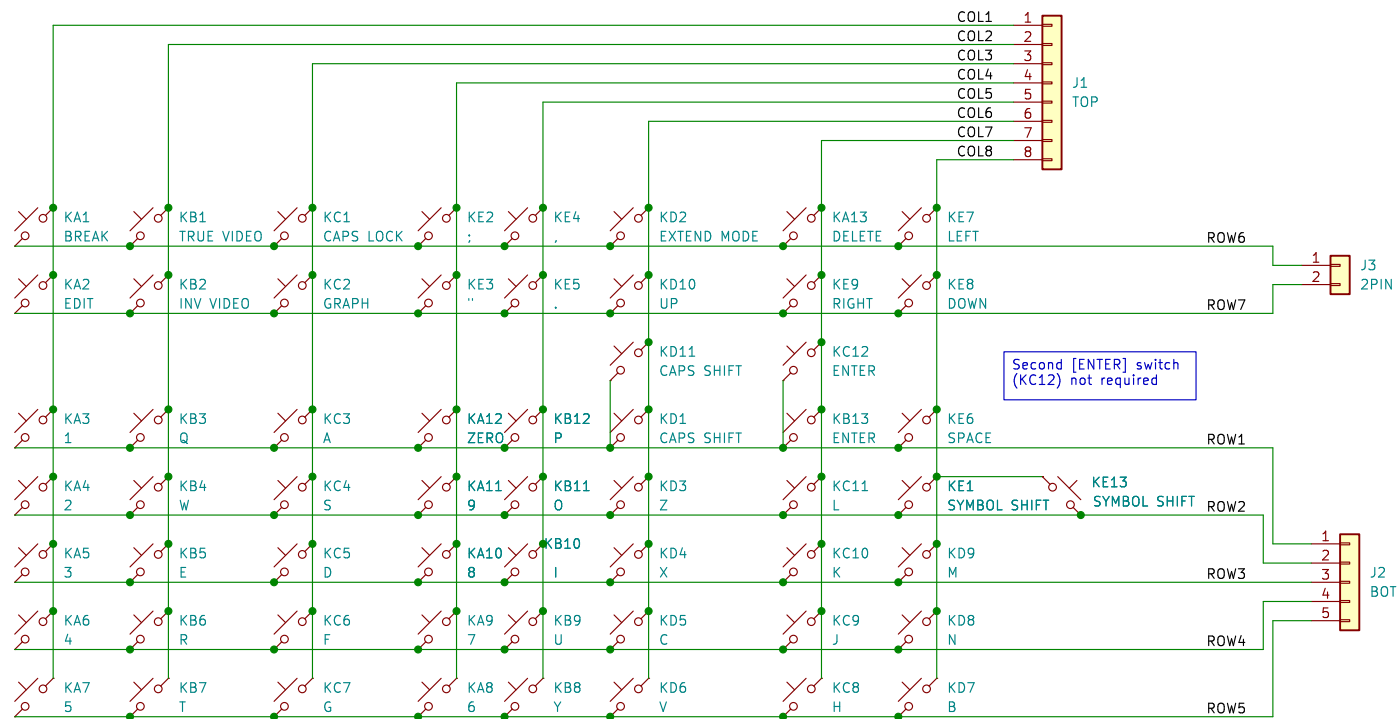 COL1 1
COL2 2
COL3 3
COL4 4
COL5 5
COL6 6
COL7 7
COL8 8
J1
TOP
KA1 KB1 KC1 KE2 KE4 KD2 KA13 KE7
BREAK TRUE VIDEO CAPS LOCK ; , EXTEND MODE DELETE LEFT
ROW6
1
2
J3
2PIN
KA2 KB2 KC2 KE3 KE5 KD10 KE9 KE8
EDIT INV VIDEO GRAPH " . UP RIGHT DOWN
ROW7
KD11 KC12
CAPS SHIFT ENTER
Second [ENTER] switch
(KC12) not required
KA3 KB3 KC3 KA12 KB12 KD1 KB13 KE6
1 Q A ZERO P CAPS SHIFT ENTER SPACE
ROW1
KA4 KB4 KC4 KA11 KB11 KD3 KC11 KE1 KE13
2 W S 9 O Z L SYMBOL SHIFT SYMBOL SHIFT
ROW2
KA5 KB5 KC5 KA10 KB10 KD4 KC10 KD9
3 E D 8 I X K M
ROW3
1
2
3
4
5
J2
BOT
KA6 KB6 KC6 KA9 KB9 KD5 KC9 KD8
4 R F 7 U C J N
ROW4
KA7 KB7 KC7 KA8 KB8 KD6 KC8 KD7
5 T G 6 Y V H B
ROW5